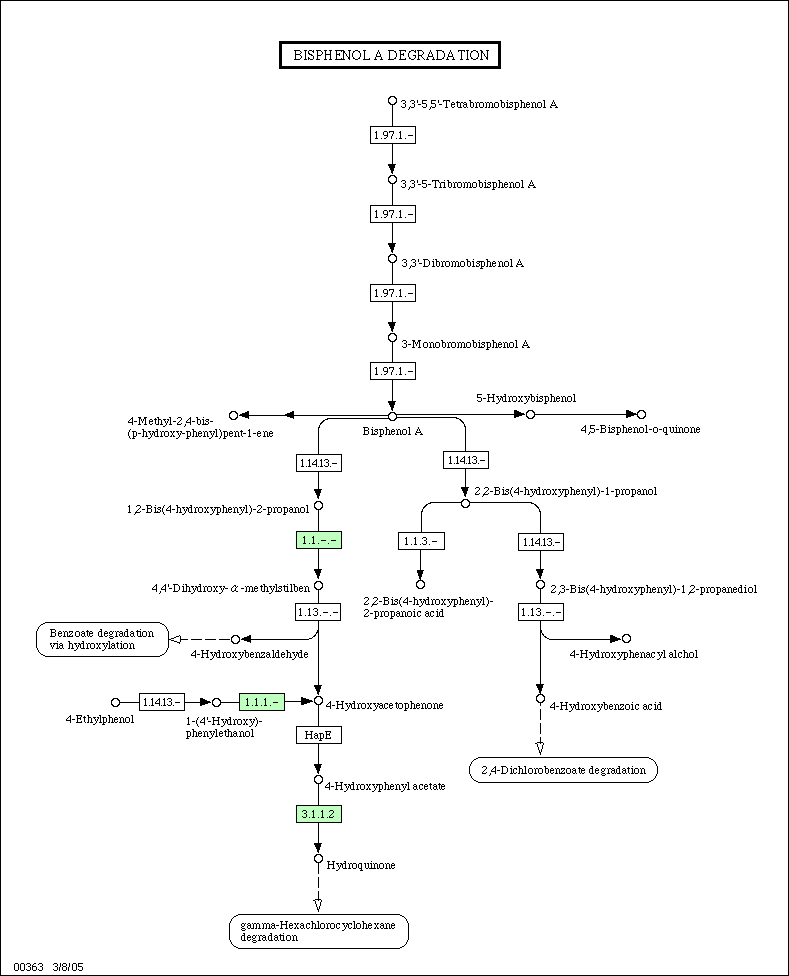 BISPHENOL A DEGRADATION
3,3'-5,5'-Tetrabromobisphenol A
1.97.1.-
3,3'-5-Tribromobisphenol A
1.97.1.-
3,3'-Dibromobisphenol A
1.97.1.-
3-Monobromobisphenol A
1.97.1.-
5-Hydroxybisphenol
4-Methyl-2,4-bis-
(p-hydroxy-phenyl)pent-1-ene
Bisphenol A
4,5-Bisphenol-o-quinone
1.14.13.-
1.14.13.-
2,2-Bis(4-hydroxyphenyl)-1-propanol
1,2-Bis(4-hydroxyphenyl)-2-propanol
1.1.-.-
1.1.3.-
1.14.13.-
4,4'-Dihydroxy-α-methylstilben
2,2-Bis(4-hydroxyphenyl)-
2-propanoic acid
2,3-Bis(4-hydroxyphenyl)-1,2-propanediol
1.13.-.-
1.13.-.-
Benzoate degradation
via hydroxylation
4-Hydroxybenzaldehyde
4-Hydroxyphenacyl alchol
4-Ethylphenol
1.14.13.-
1-(4'-Hydroxy)-
phenylethanol
1.1.1.-
4-Hydroxyacetophenone
4-Hydroxybenzoic acid
HapE
2,4-Dichlorobenzoate degradation
4-Hydroxyphenyl acetate
3.1.1.2
Hydroquinone
gamma-Hexachlorocyclohexane
degradation
00363 3/8/05